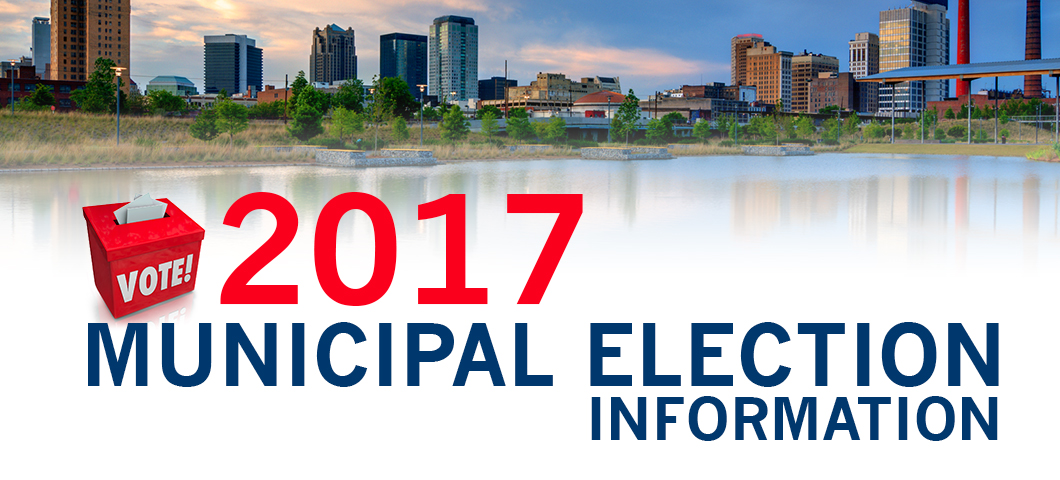 VOTE!
2017
MUNICIPAL ELECTION
INFORMATION